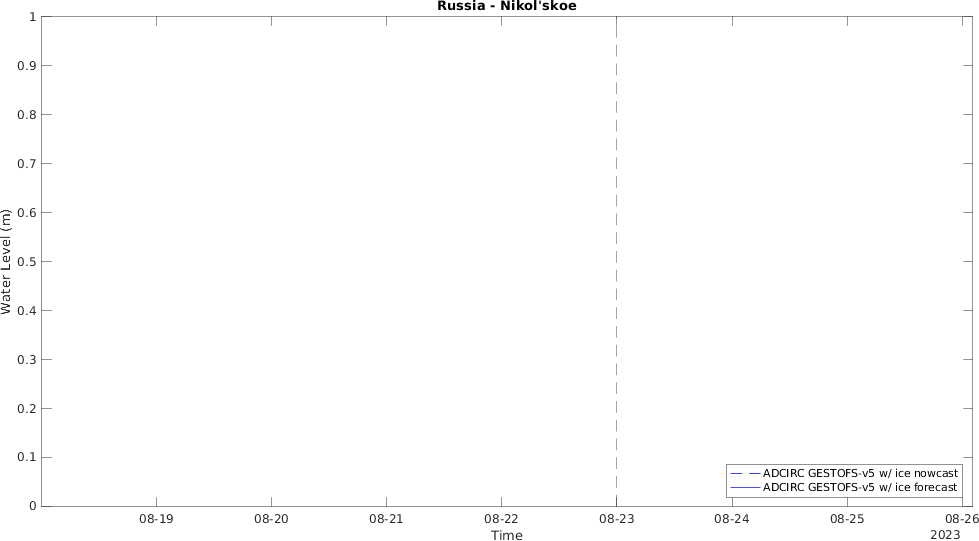 Russia - Nikol'skoe
1
0.9
0.8
0.7
0.6
0.5
0.4
0.3
0.2
0.1
0
Water Level (m)
ADCIRC GESTOFS-v5 w/ ice nowcast
ADCIRC GESTOFS-v5 w/ ice forecast
08-19 08-20 08-21 08-22 08-23 08-24 08-25 08-26
Time
2023